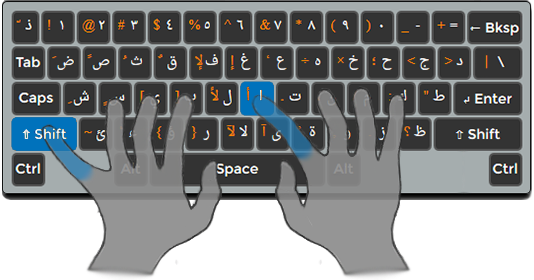 ذ ّ ! ١ @ ٢ # ٣ $ ٤ % ٥ ^ ٦ & ٧ * ٨ ( ٩ ) ٠ _ - + = ← Bksp
Tab ض َ ص ً ث ُ ق ٌ ف لإ غ إ ع ‘ ه ÷ خ × ح ؛ ج < د > | \
Caps ش ِ س ٍ ي [ ب ] ل لأ ا أ ت ـ ك : ط " ↵ Enter
⇧ Shift ~ ئ { } ر لا لآ ى آ ة ز ظ ؟ ⇧ Shift
Ctrl Alt Space Alt Ctrl